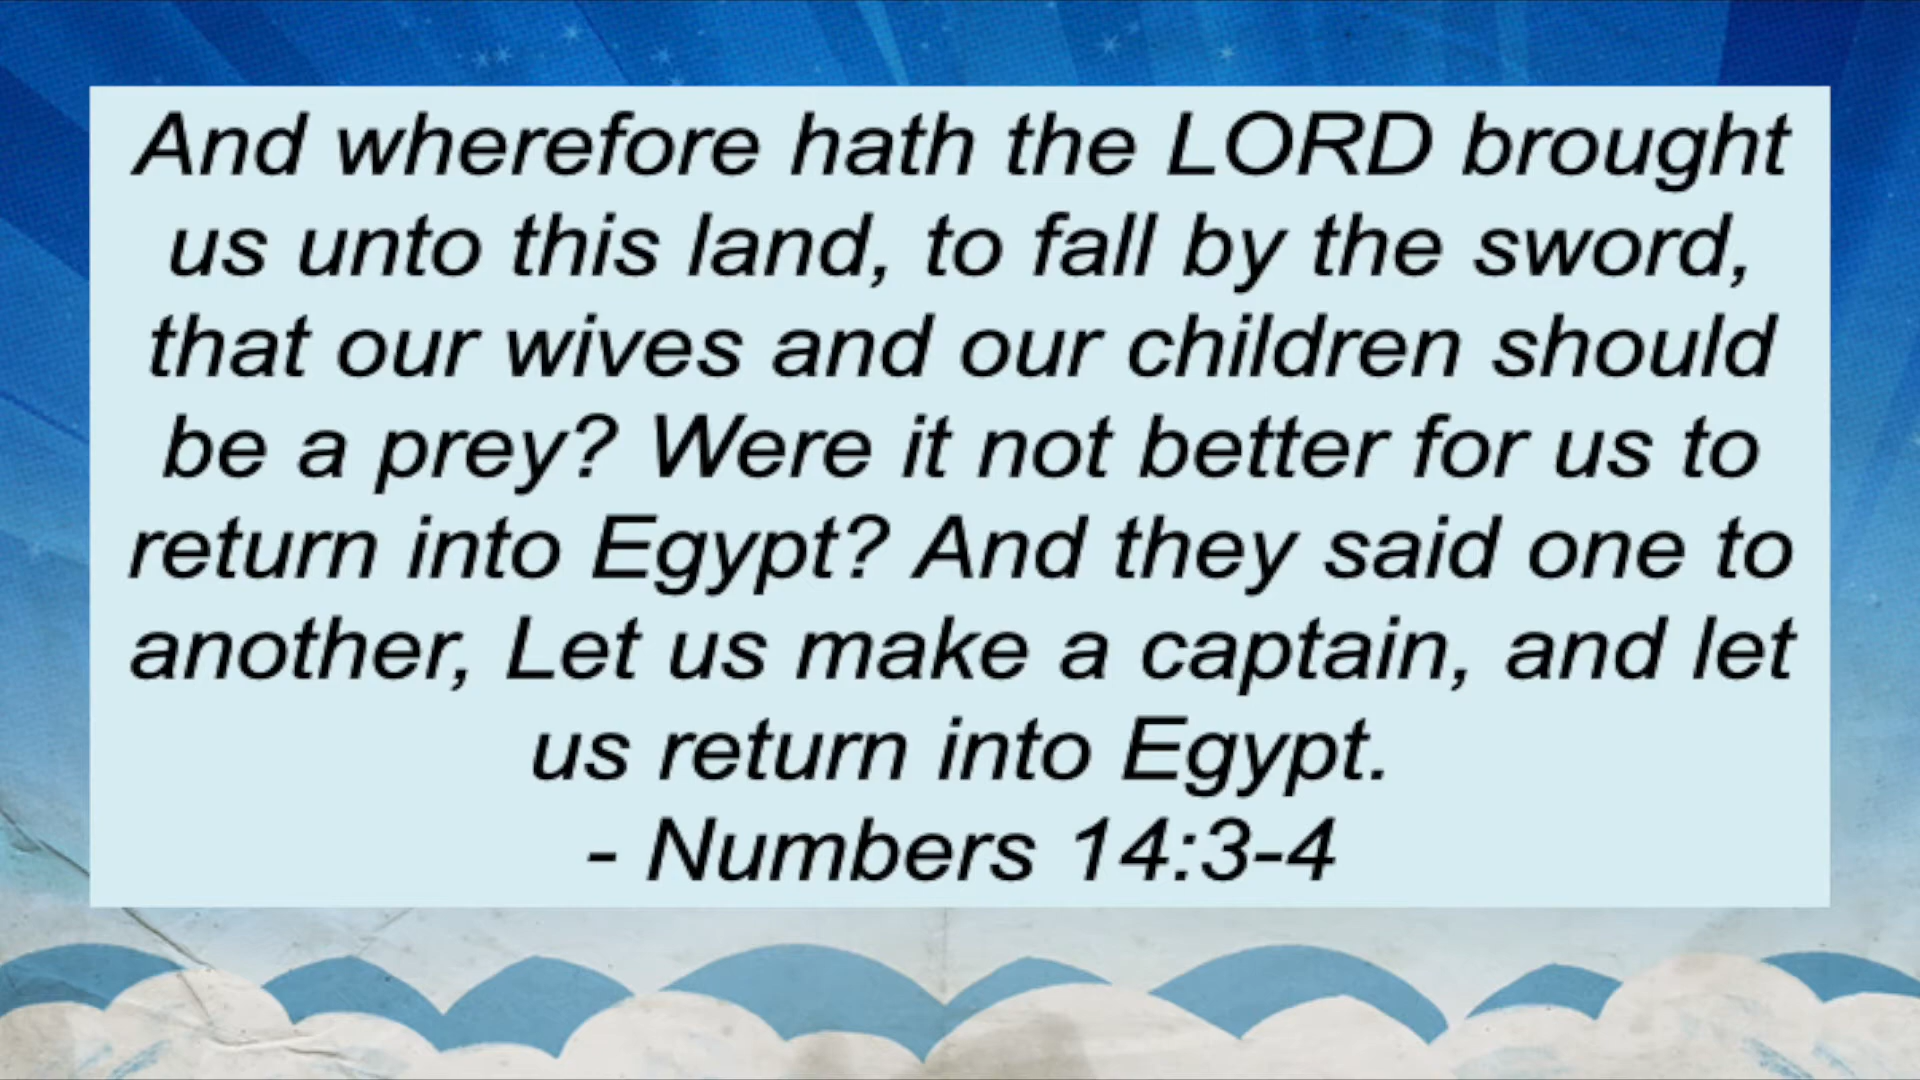 And wherefore hath the LORD brought
us unto this land, to fall by the sword,
that our wives and our children should
be a prey? Were it not better for us to
return into Egypt? And they said one to
another, Let us make a captain, and let
us return into Egypt.
- Numbers 14:3-4